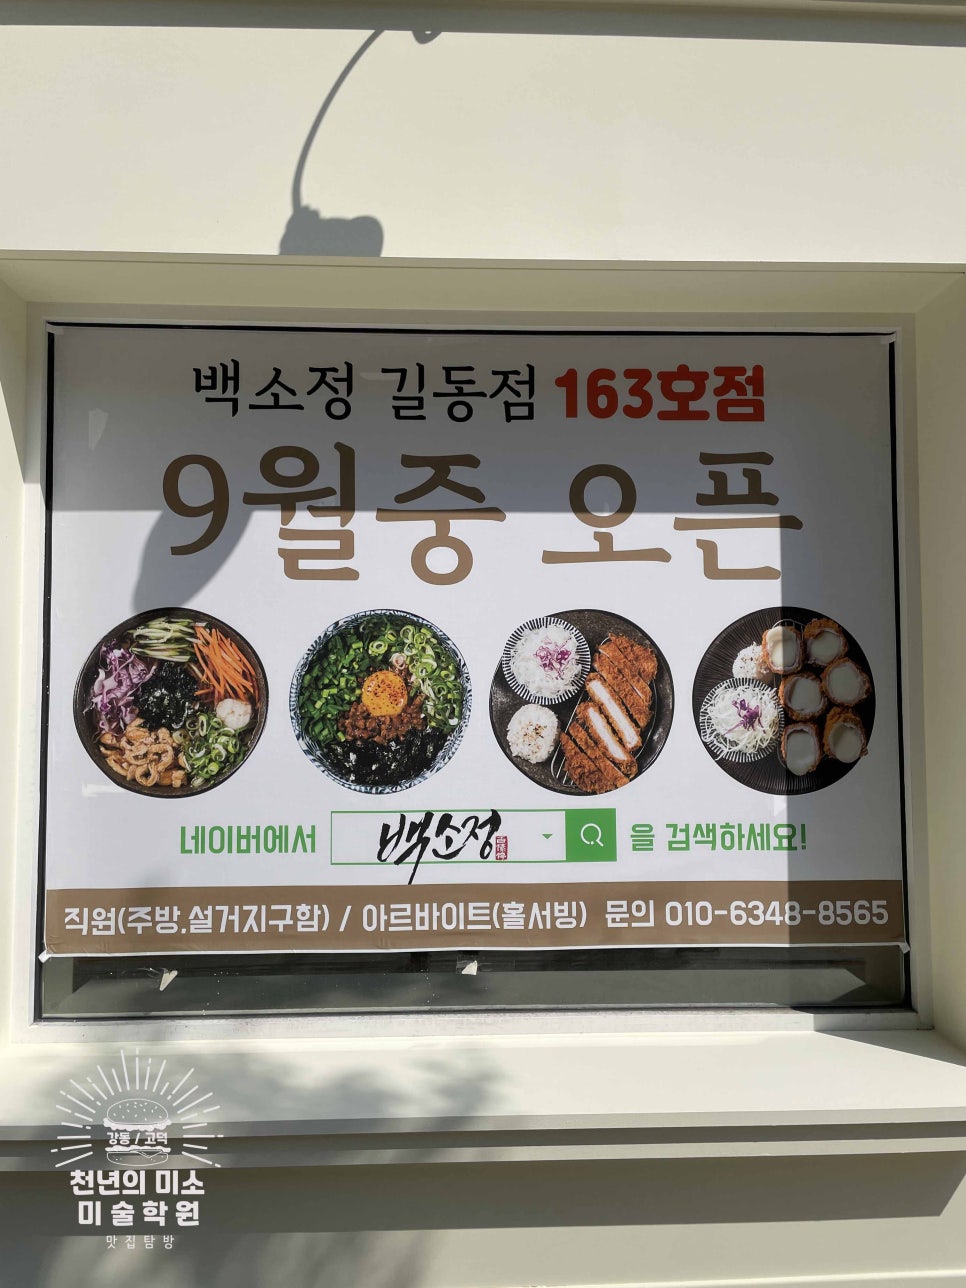 백소정 길동점 163호점
9월중 오픈
네이버에서 백소정 을 검색하세요!
직원(주방.설거지구함) / 아르바이트(홀서빙) 문의 010-6348-8565
강동 / 고덕
천년의 미소
미술학원
맛집탐방